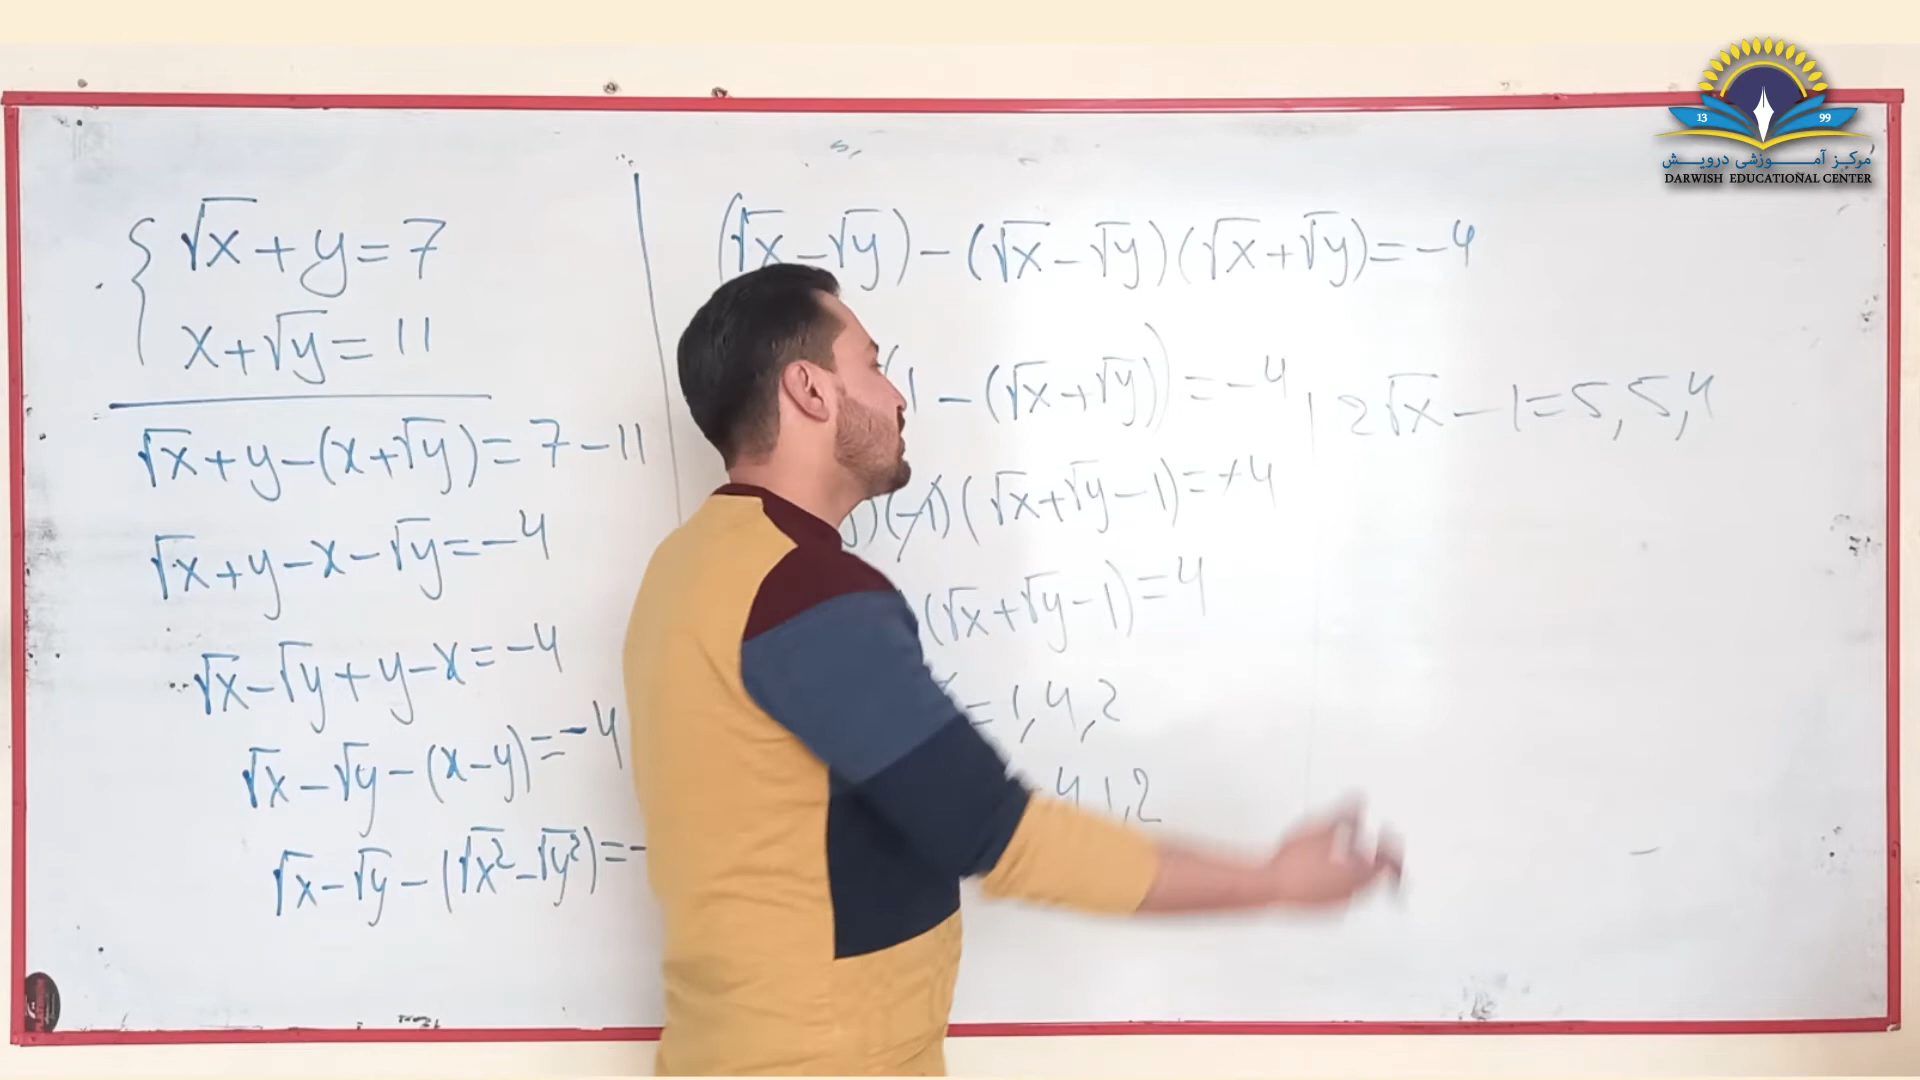 13 99
مرکز آموزشی درویش
DARWISH EDUCATIONAL CENTER
√x+y=7
x+√y=11
√x+y-(x+√y)=7-11
√x+y-x-√y=-4
√x-√y+y-x=-4
√x-√y-(x-y)=-4
√x-√y-(√x²-√y²)=-
(√x-√y)-(√x-√y)(√x+√y)=-4
(1-(√x+√y))=-4
)(-1)(√x+√y-1)=-4
(√x+√y-1)=4
=1,4,2
4,1,2
2√x-1=5,5,4